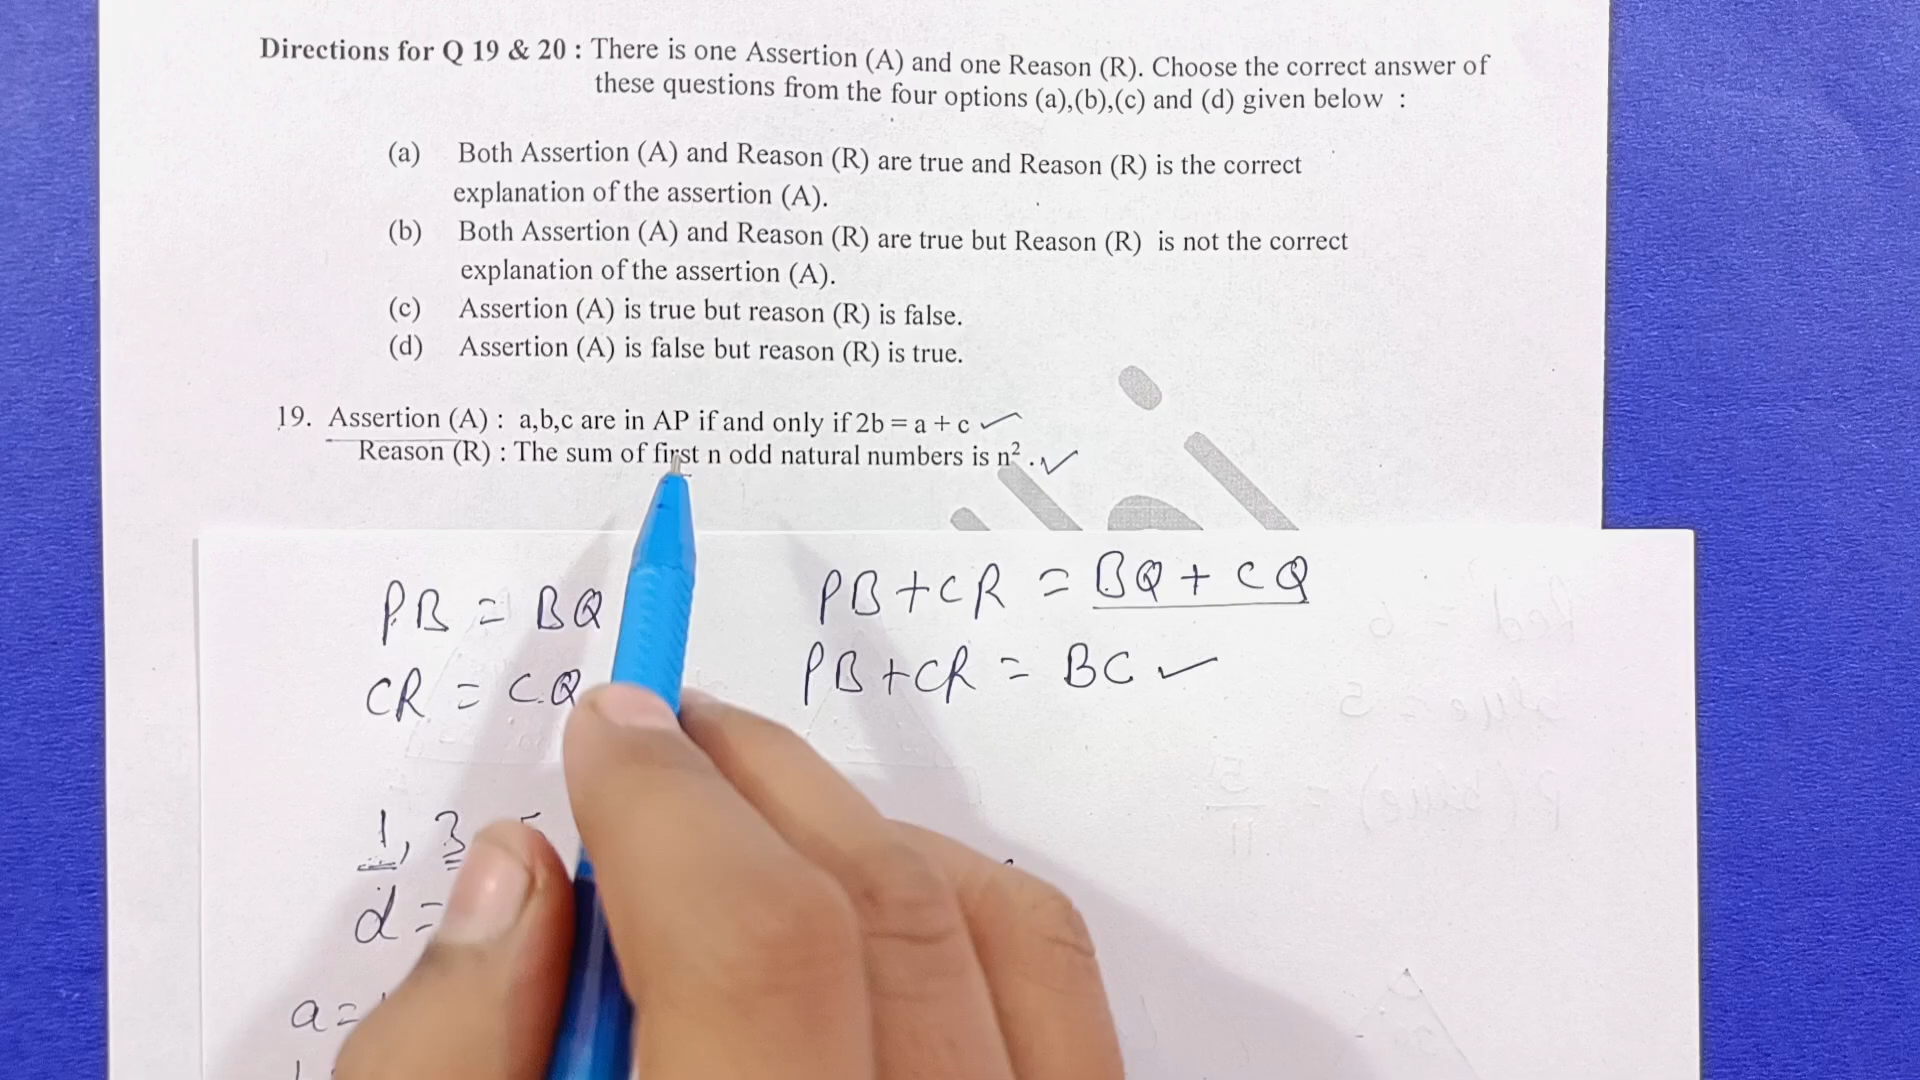 Directions for Q 19 & 20 : There is one Assertion (A) and one Reason (R). Choose the correct answer of
these questions from the four options (a),(b),(c) and (d) given below :
(a) Both Assertion (A) and Reason (R) are true and Reason (R) is the correct
explanation of the assertion (A).
(b) Both Assertion (A) and Reason (R) are true but Reason (R) is not the correct
explanation of the assertion (A).
(c) Assertion (A) is true but reason (R) is false.
(d) Assertion (A) is false but reason (R) is true.
19. Assertion (A) : a,b,c are in AP if and only if 2b = a + c ✓
Reason (R) : The sum of first n odd natural numbers is n² . ✓
PB = BQ
CR = CQ
PB + CR = BQ + CQ
PB + CR = BC ✓
1, 3
d =
a =